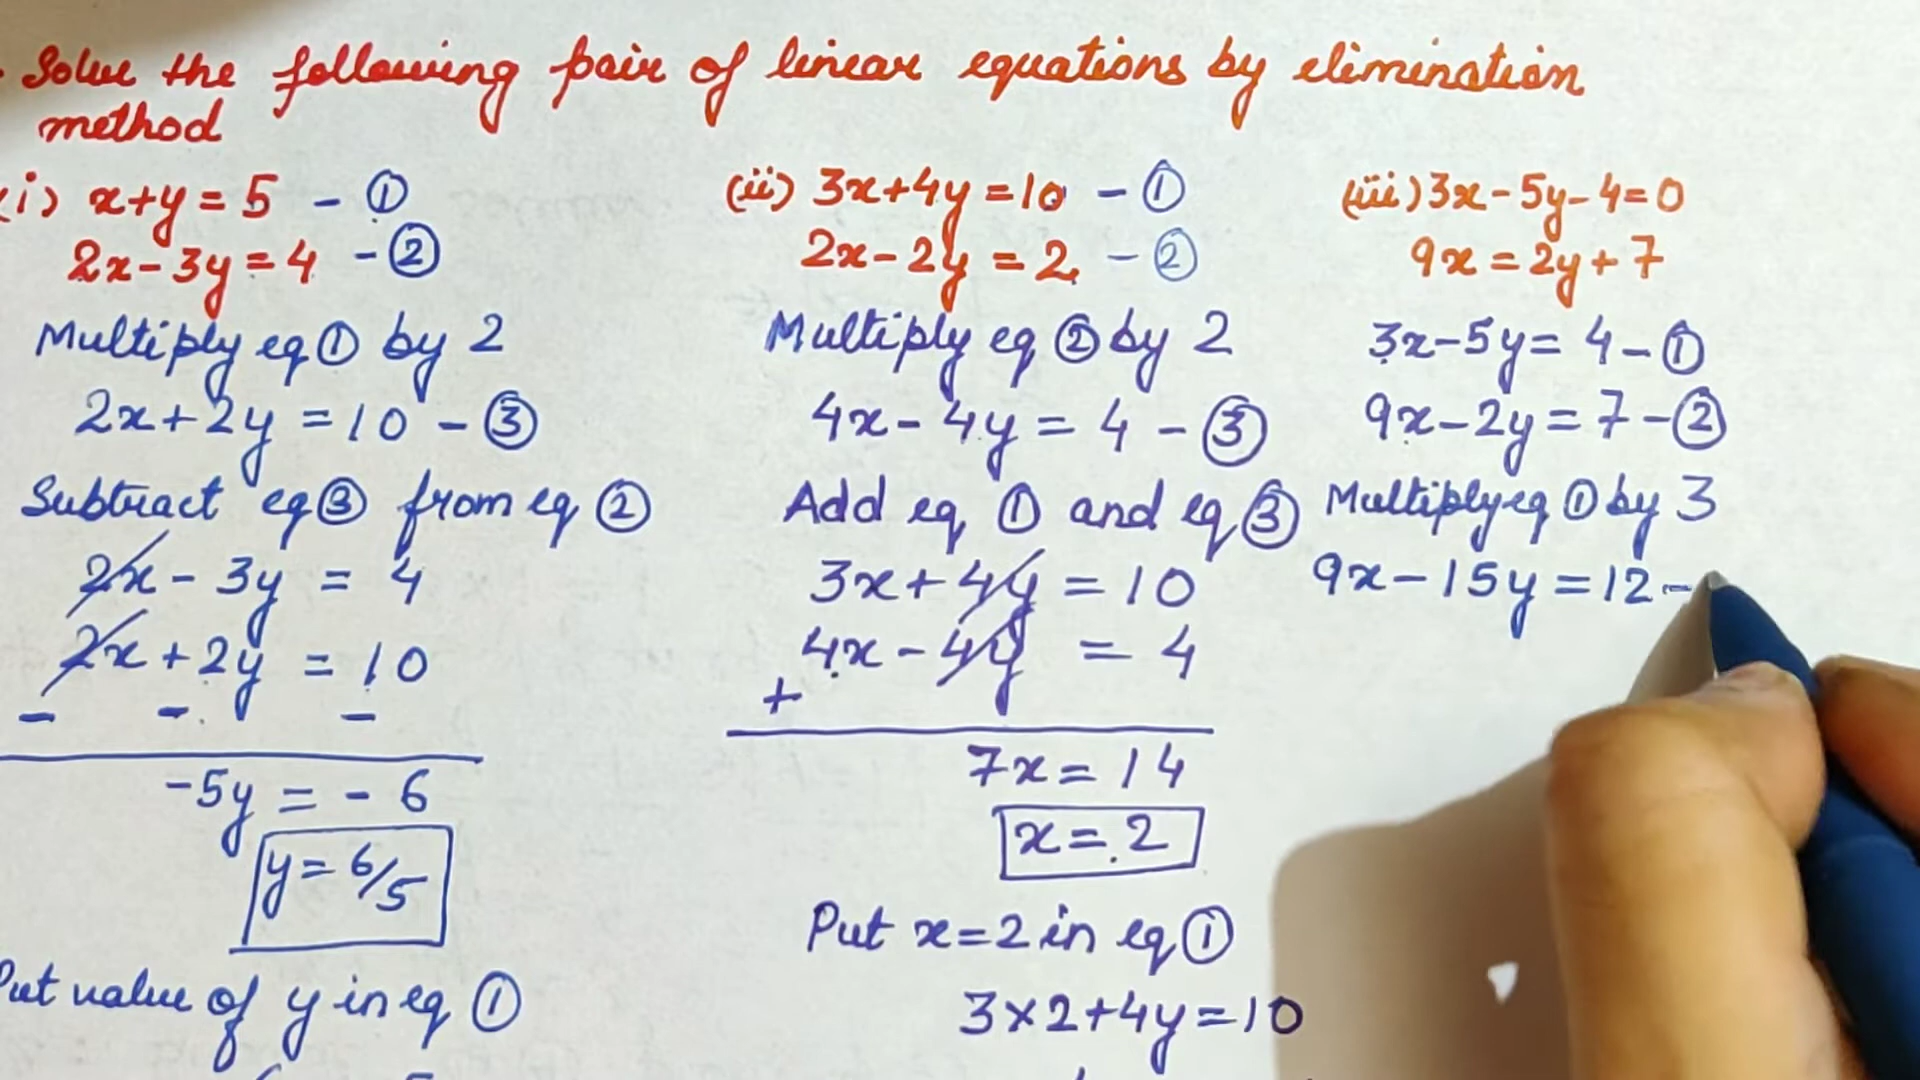 Solve the following pair of linear equations by elimination
method
(i) x+y=5 - ①
2x-3y=4 - ②
Multiply eq ① by 2
2x+2y=10 - ③
Subtract eq ③ from eq ②
2x - 3y = 4
2x + 2y = 10
- - -
-5y = -6
y = 6/5
Put value of y in eq ①
(ii) 3x+4y=10 - ①
2x-2y=2 - ②
Multiply eq ② by 2
4x-4y=4 - ③
Add eq ① and eq ③
3x+4y=10
4x-4y=4
+
7x=14
x=2
Put x=2 in eq ①
3×2+4y=10
(iii) 3x-5y-4=0
9x=2y+7
3x-5y=4 - ①
9x-2y=7 - ②
Multiply eq ① by 3
9x-15y=12 -